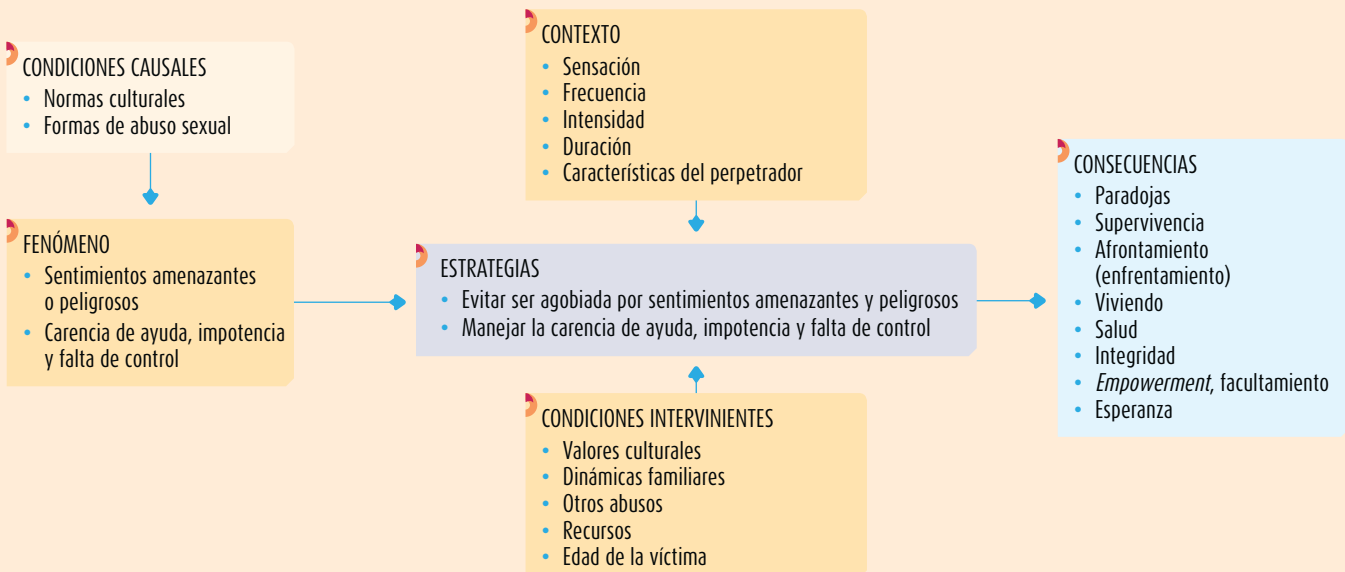 CONDICIONES CAUSALES
• Normas culturales
• Formas de abuso sexual
FENÓMENO
• Sentimientos amenazantes
o peligrosos
• Carencia de ayuda, impotencia
y falta de control
CONTEXTO
• Sensación
• Frecuencia
• Intensidad
• Duración
• Características del perpetrador
ESTRATEGIAS
• Evitar ser agobiada por sentimientos amenazantes y peligrosos
• Manejar la carencia de ayuda, impotencia y falta de control
CONDICIONES INTERVINIENTES
• Valores culturales
• Dinámicas familiares
• Otros abusos
• Recursos
• Edad de la víctima
CONSECUENCIAS
• Paradojas
• Supervivencia
• Afrontamiento
(enfrentamiento)
• Viviendo
• Salud
• Integridad
• Empowerment, facultamiento
• Esperanza